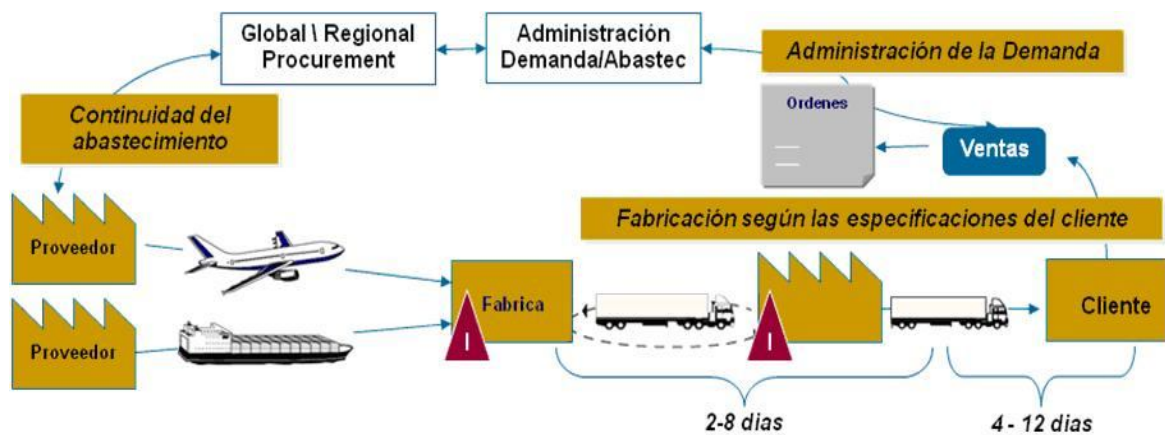 Global \ Regional
Procurement
Administración
Demanda/Abastec
Administración de la Demanda
Continuidad del
abastecimiento
Ordenes
Ventas
Fabricación según las especificaciones del cliente
Proveedor
Proveedor
Fabrica
I
I
Cliente
2-8 dias
4 - 12 dias